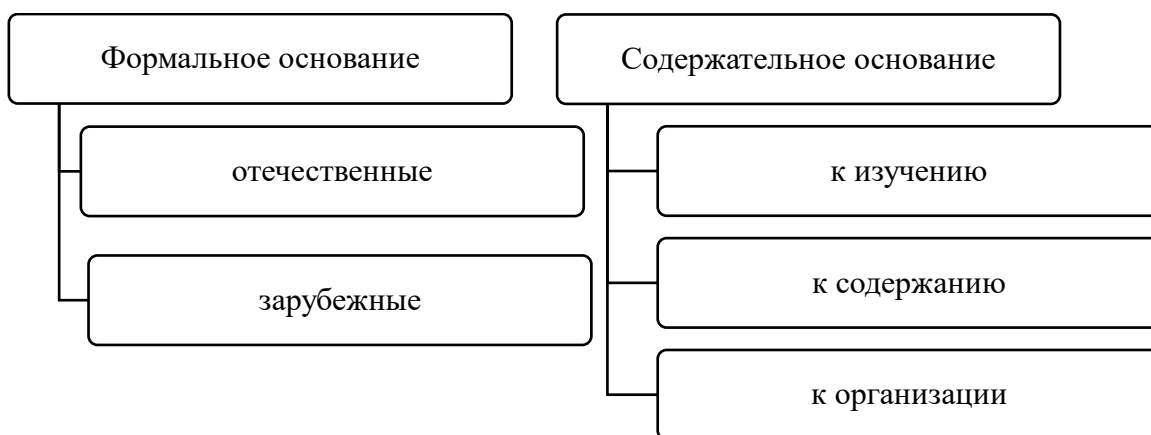 Формальное основание
отечественные
зарубежные
Содержательное основание
к изучению
к содержанию
к организации